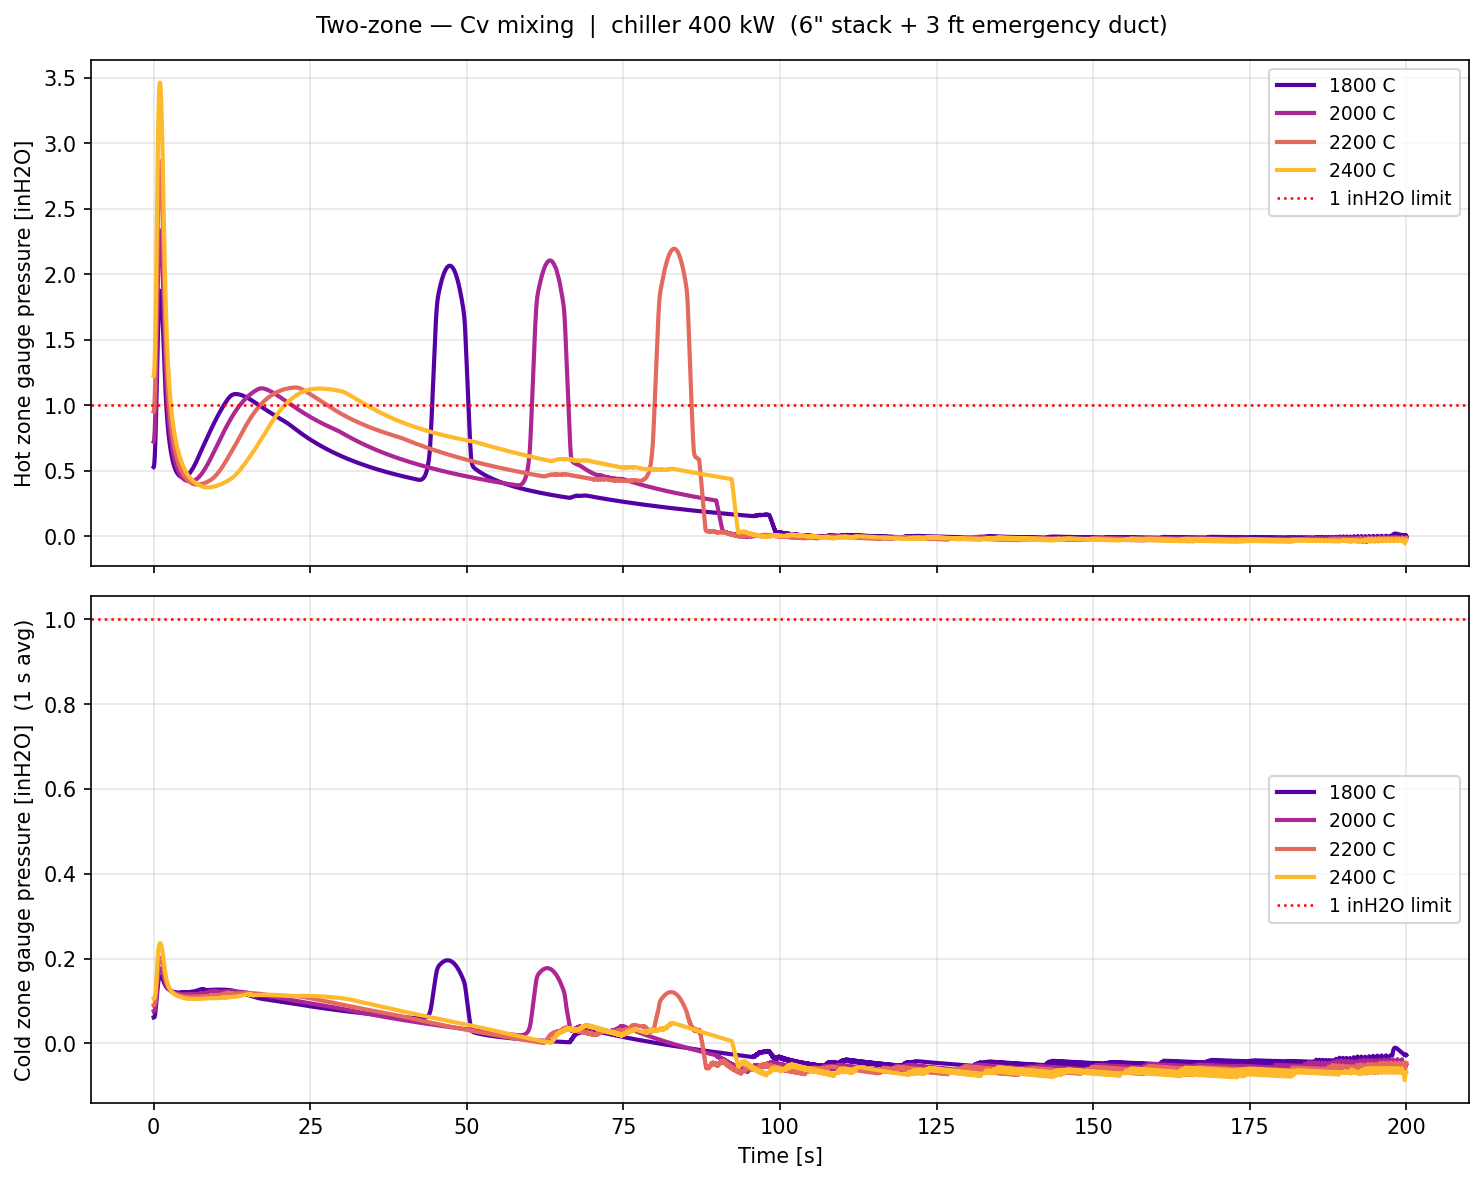 Two-zone — Cv mixing | chiller 400 kW (6" stack + 3 ft emergency duct)
Hot zone gauge pressure [inH2O]
3.5
3.0
2.5
2.0
1.5
1.0
0.5
0.0
1800 C
2000 C
2200 C
2400 C
1 inH2O limit
Cold zone gauge pressure [inH2O] (1 s avg)
1.0
0.8
0.6
0.4
0.2
0.0
1800 C
2000 C
2200 C
2400 C
1 inH2O limit
0 25 50 75 100 125 150 175 200
Time [s]